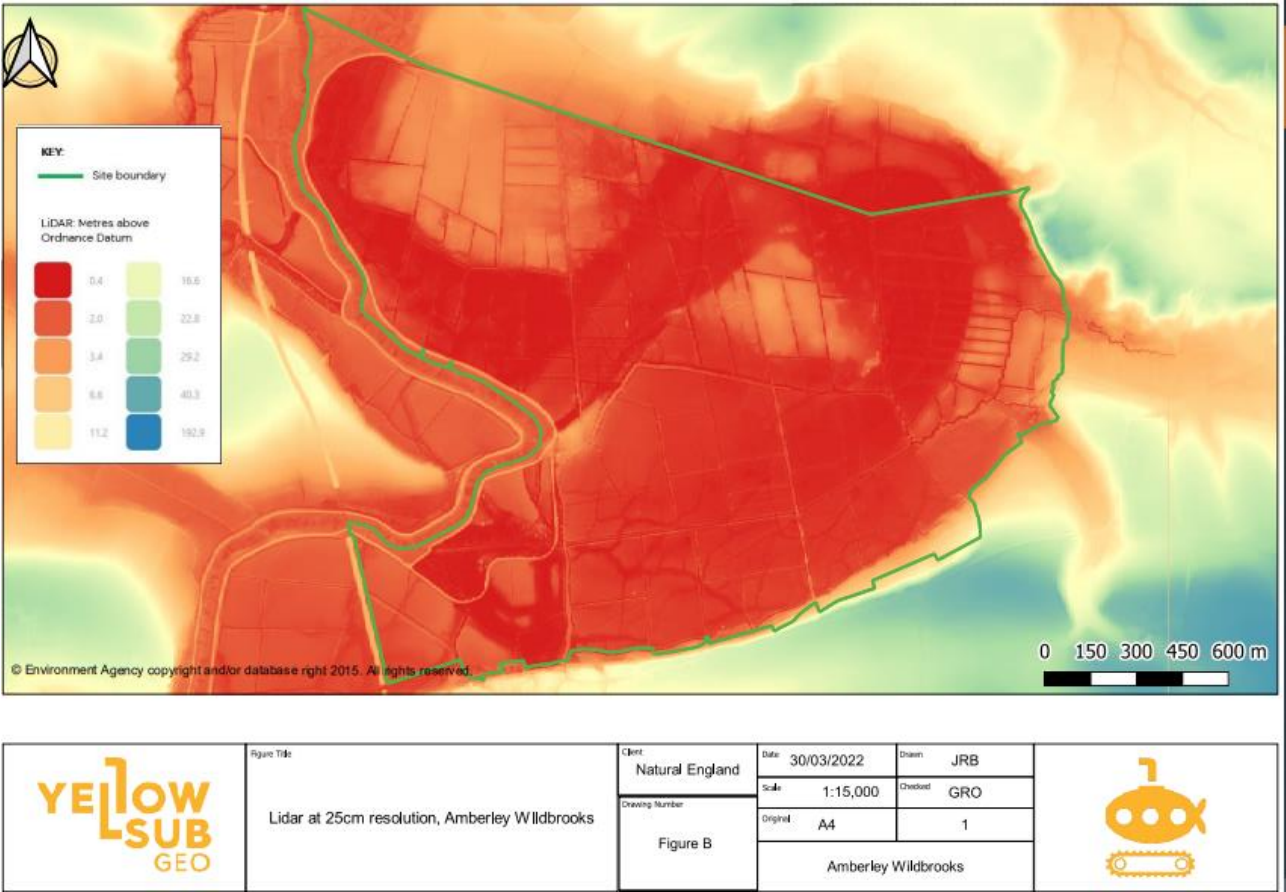 KEY:
Site boundary
LiDAR: Metres above
Ordnance Datum
0.4 16.6
2.0 22.8
3.4 29.2
6.6 40.3
11.2 192.9
0 150 300 450 600 m
© Environment Agency copyright and/or database right 2015. All rights reserved.
YELLOW
SUB
GEO
Figure Title
Lidar at 25cm resolution, Amberley Wildbrooks
Client
Natural England
Drawing Number
Figure B
Date 30/03/2022
Drawn JRB
Scale 1:15,000
Checked GRO
Original A4
1
Amberley Wildbrooks